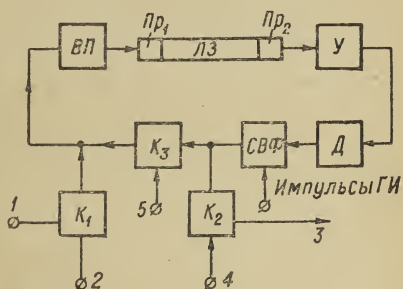 Пр₁ Пр₂
ВП ЛЗ У
К₃ СВФ Д
Импульсы ГИ
1 К₁ 5 К₂ 3
2 4